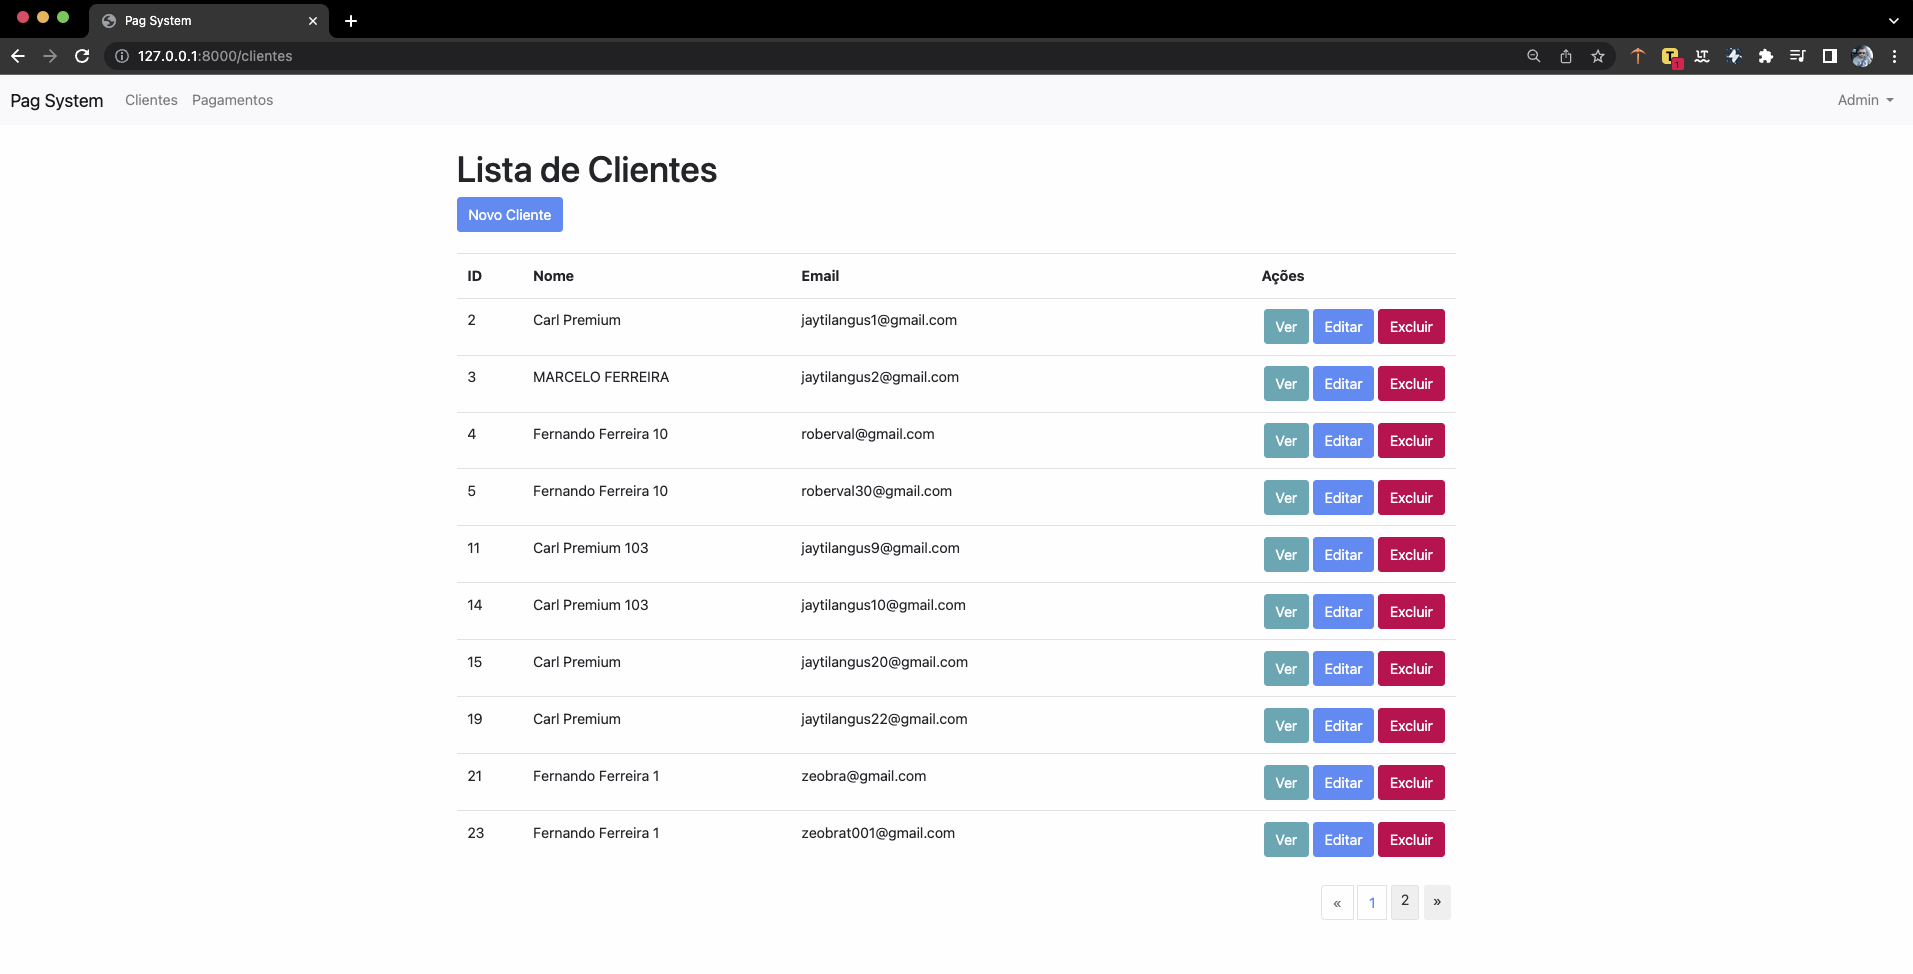 Pag System
127.0.0.1:8000/clientes
Pag System Clientes Pagamentos Admin
Lista de Clientes
Novo Cliente
ID Nome Email Ações
2 Carl Premium jaytilangus1@gmail.com Ver Editar Excluir
3 MARCELO FERREIRA jaytilangus2@gmail.com Ver Editar Excluir
4 Fernando Ferreira 10 roberval@gmail.com Ver Editar Excluir
5 Fernando Ferreira 10 roberval30@gmail.com Ver Editar Excluir
11 Carl Premium 103 jaytilangus9@gmail.com Ver Editar Excluir
14 Carl Premium 103 jaytilangus10@gmail.com Ver Editar Excluir
15 Carl Premium jaytilangus20@gmail.com Ver Editar Excluir
19 Carl Premium jaytilangus22@gmail.com Ver Editar Excluir
21 Fernando Ferreira 1 zeobra@gmail.com Ver Editar Excluir
23 Fernando Ferreira 1 zeobrat001@gmail.com Ver Editar Excluir
« 1 2 »